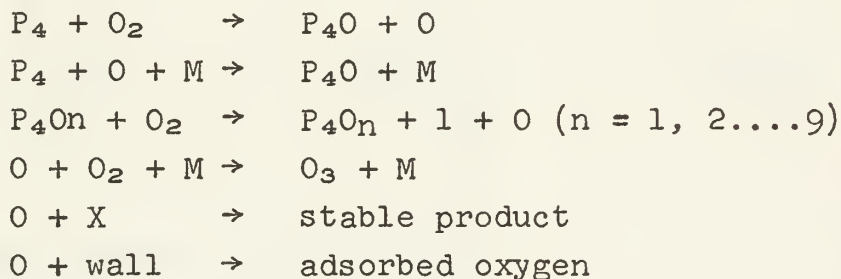 P₄ + O₂ → P₄O + O
P₄ + O + M → P₄O + M
P₄On + O₂ → P₄Oₙ + 1 + O (n = 1, 2....9)
O + O₂ + M → O₃ + M
O + X → stable product
O + wall → adsorbed oxygen